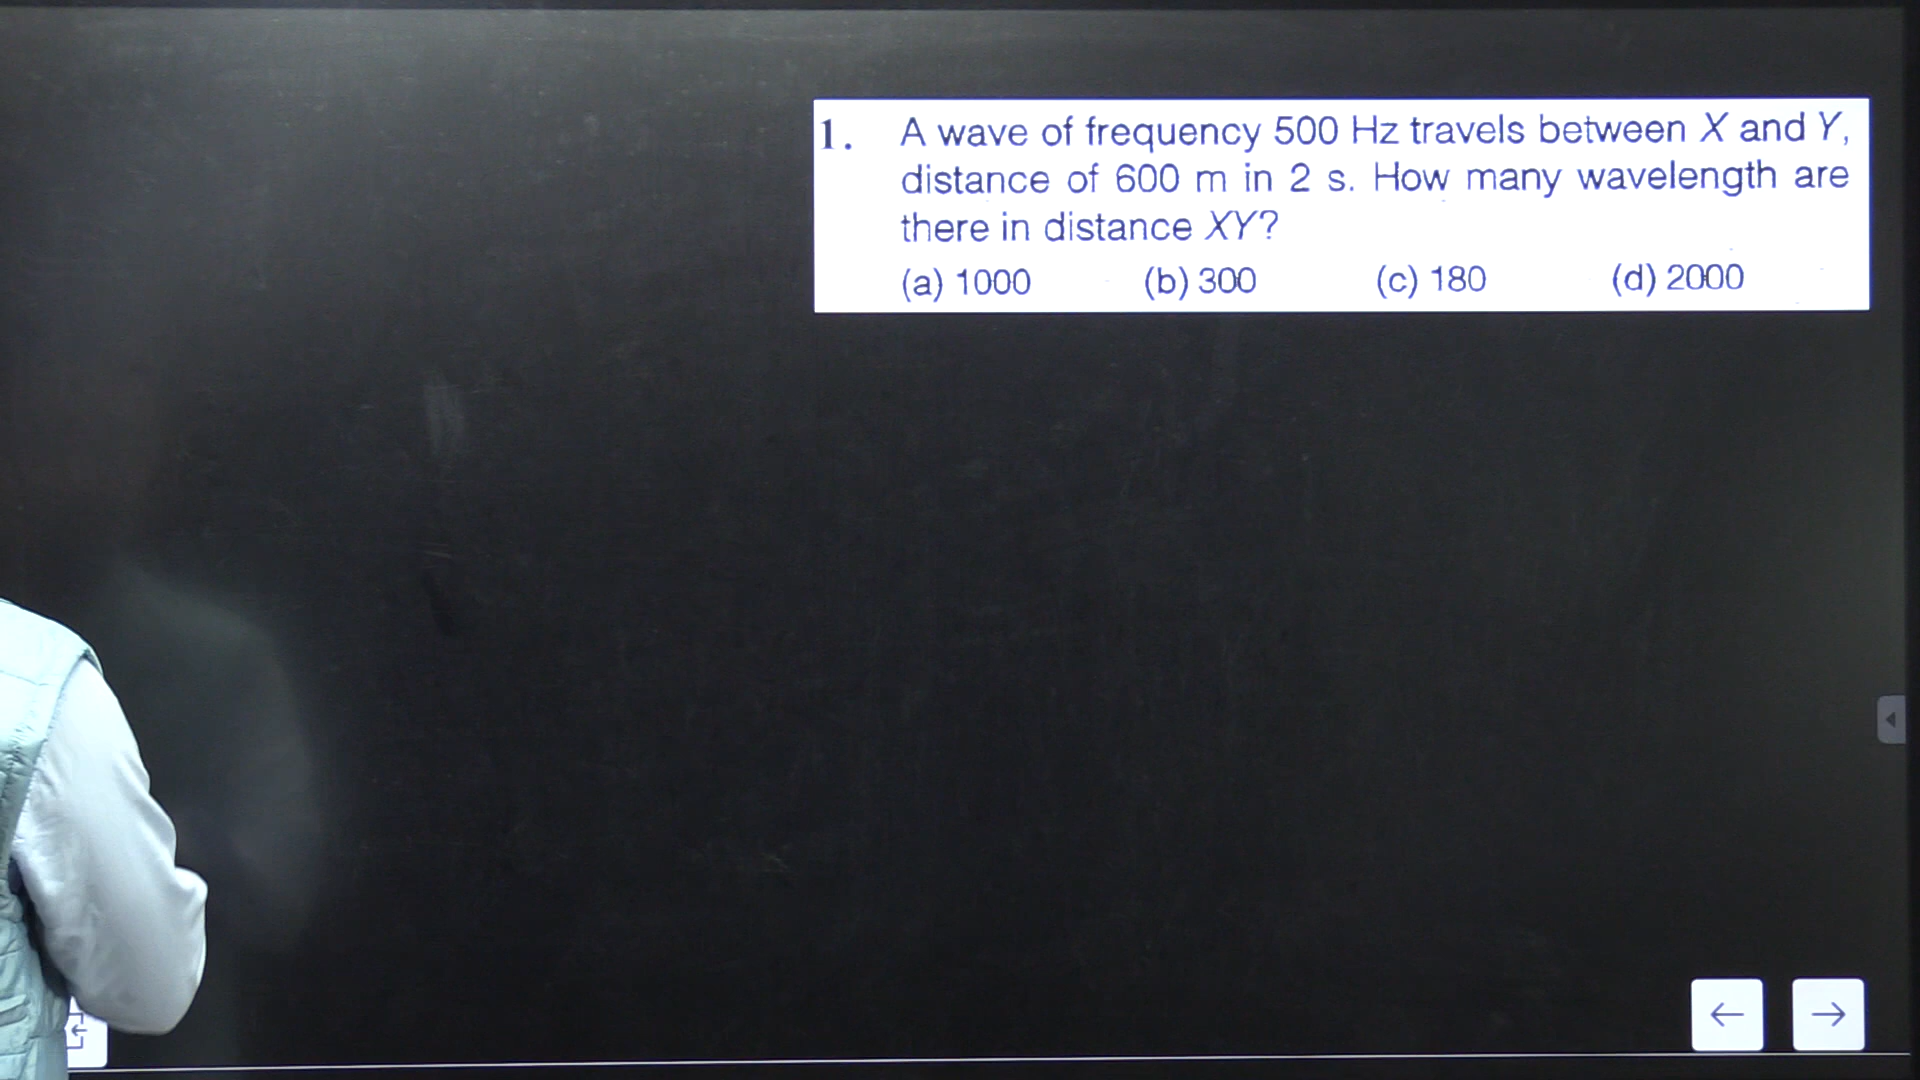 1. A wave of frequency 500 Hz travels between X and Y,
distance of 600 m in 2 s. How many wavelength are
there in distance XY?
(a) 1000 (b) 300 (c) 180 (d) 2000